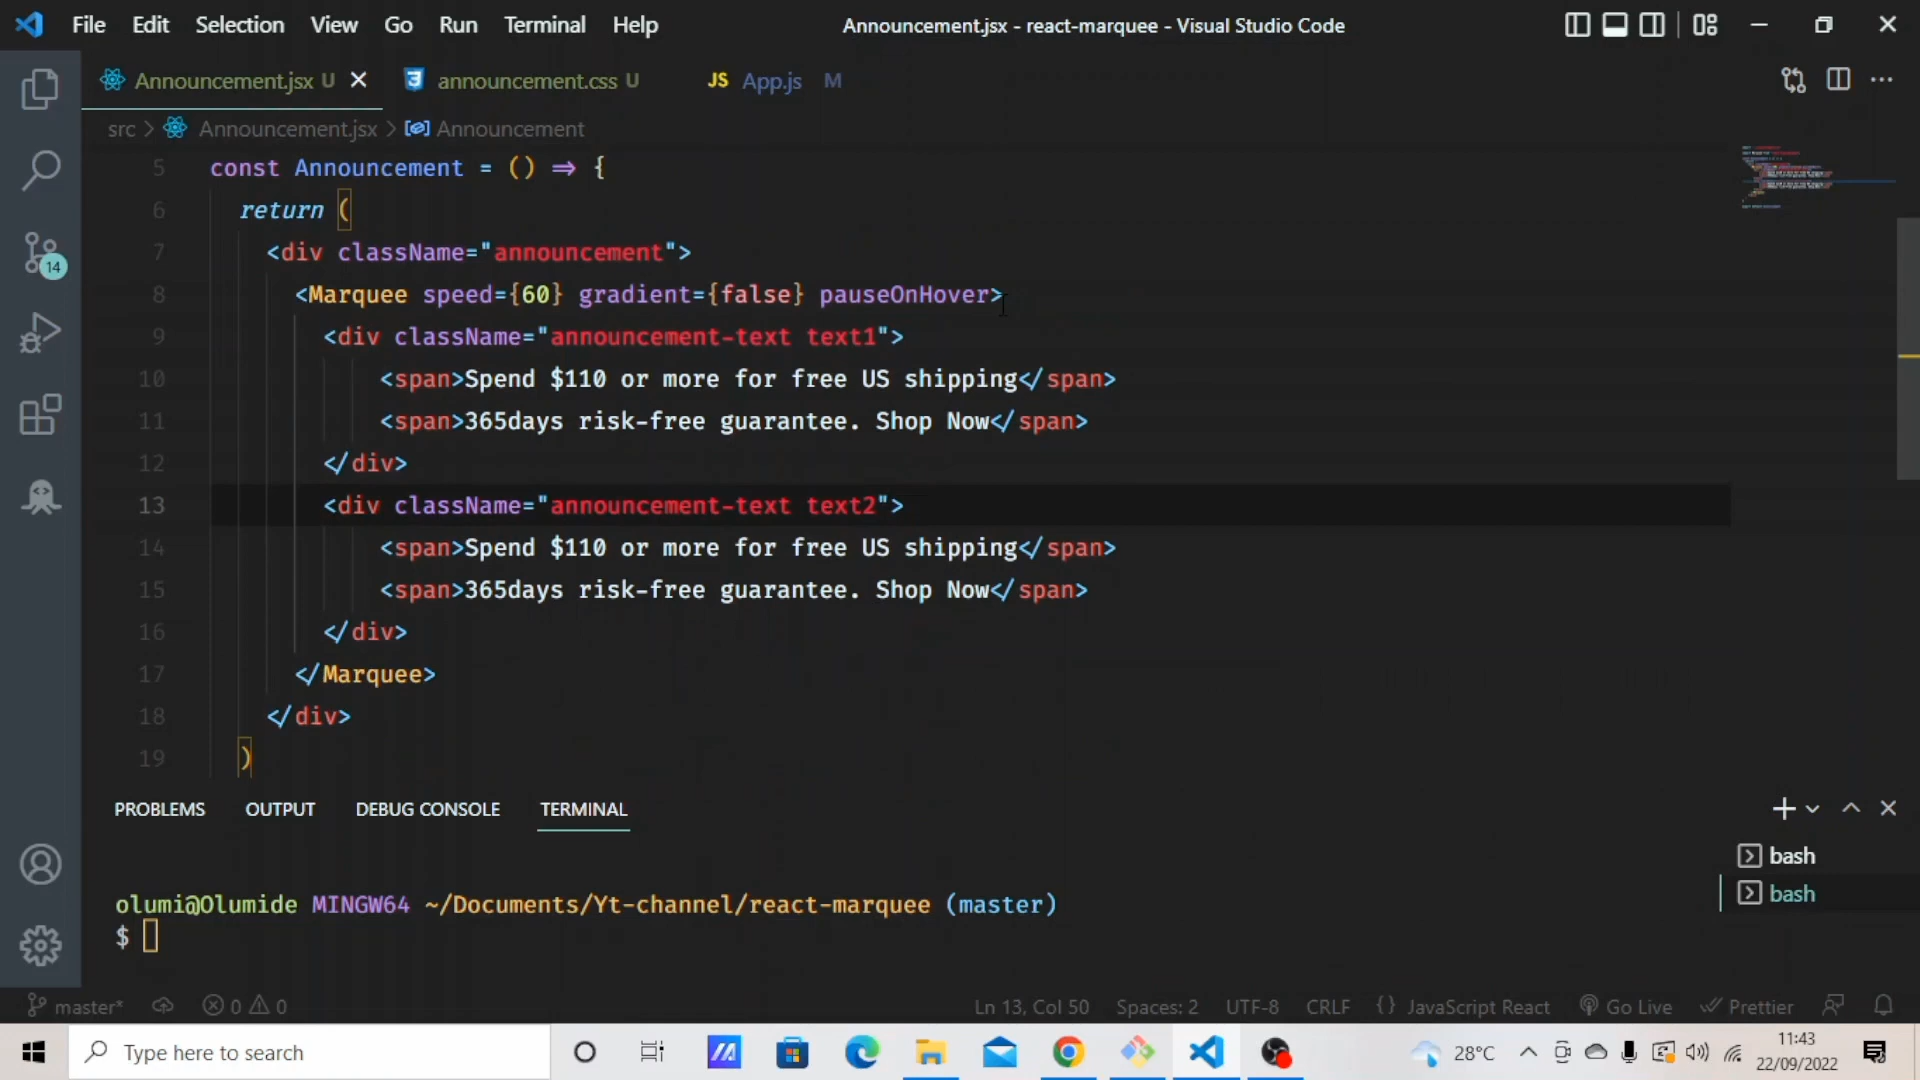 File Edit Selection View Go Run Terminal Help Announcement.jsx - react-marquee - Visual Studio Code
Announcement.jsx U announcement.css U JS App.js M
src > Announcement.jsx > Announcement
5 const Announcement = () => {
6 return (
7 <div className="announcement">
8 <Marquee speed={60} gradient={false} pauseOnHover>
9 <div className="announcement-text text1">
10 <span>Spend $110 or more for free US shipping</span>
11 <span>365days risk-free guarantee. Shop Now</span>
12 </div>
13 <div className="announcement-text text2">
14 <span>Spend $110 or more for free US shipping</span>
15 <span>365days risk-free guarantee. Shop Now</span>
16 </div>
17 </Marquee>
18 </div>
19 )
14
PROBLEMS OUTPUT DEBUG CONSOLE TERMINAL
bash
bash
olumi@Olumide MINGW64 ~/Documents/Yt-channel/react-marquee (master)
$
master* 0 0 Ln 13, Col 50 Spaces: 2 UTF-8 CRLF {} JavaScript React Go Live Prettier
Type here to search 28°C 11:43
22/09/2022